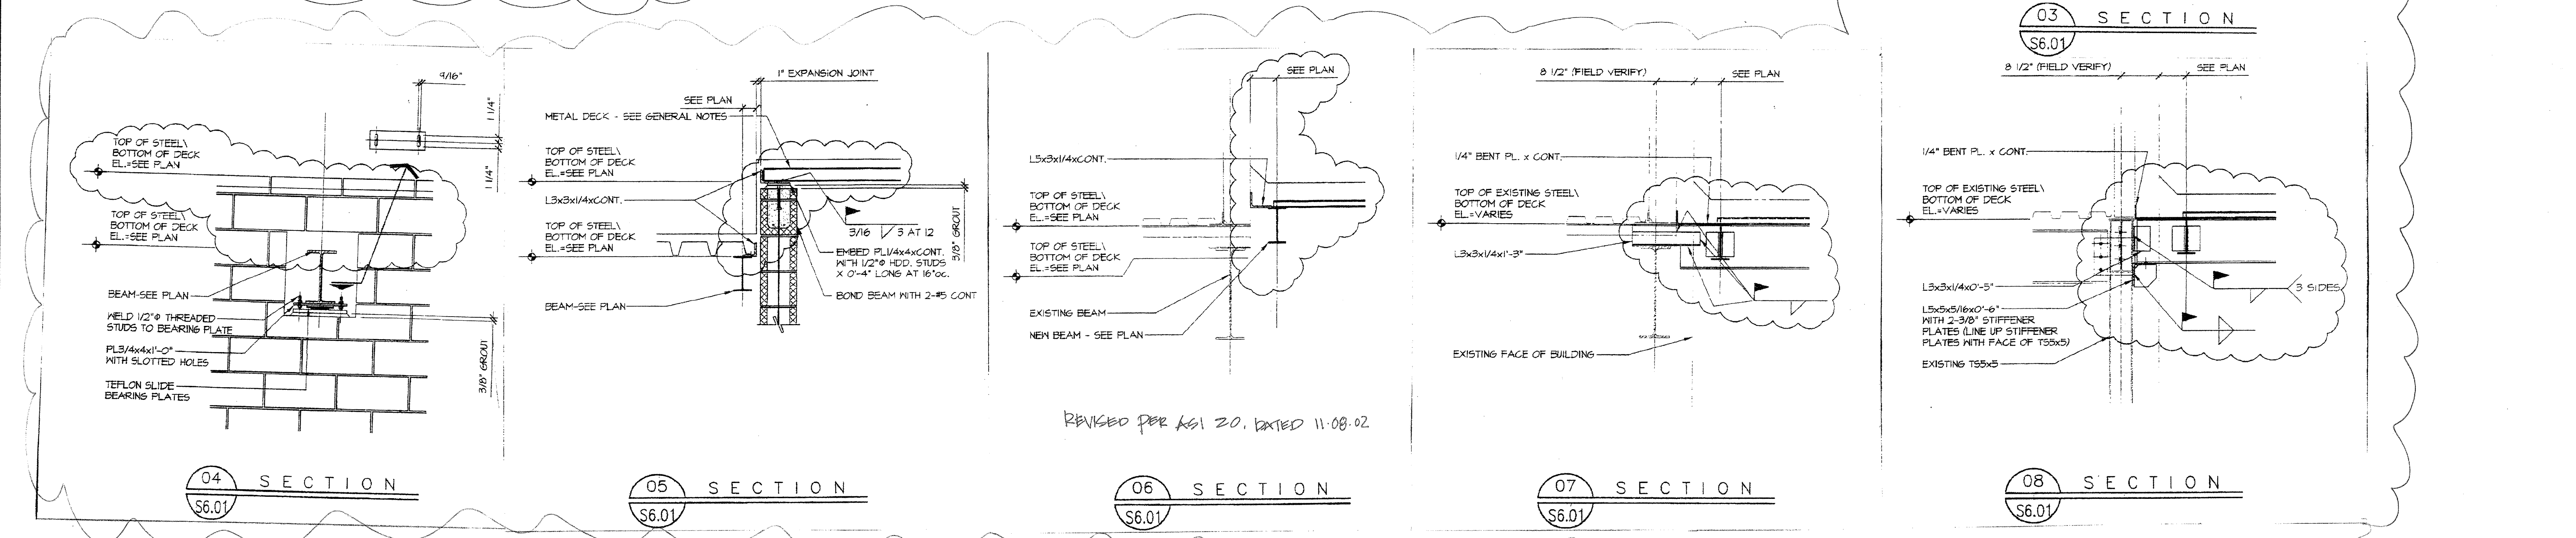 03 SECTION
S6.01
9/16"
1 1/4"
1 1/4"
TOP OF STEEL\
BOTTOM OF DECK
EL.=SEE PLAN
TOP OF STEEL\
BOTTOM OF DECK
EL.=SEE PLAN
BEAM-SEE PLAN
WELD 1/2"Φ THREADED
STUDS TO BEARING PLATE
PL3/4x4x1'-0"
WITH SLOTTED HOLES
TEFLON SLIDE
BEARING PLATES
3/8" GROUT
04 SECTION
S6.01
1" EXPANSION JOINT
SEE PLAN
METAL DECK - SEE GENERAL NOTES
TOP OF STEEL\
BOTTOM OF DECK
EL.=SEE PLAN
L3x3x1/4xCONT.
TOP OF STEEL\
BOTTOM OF DECK
EL.=SEE PLAN
BEAM-SEE PLAN
3/16 3 AT 12
EMBED PL1/4x4xCONT.
WITH 1/2"Φ HDD. STUDS
X 0'-4" LONG AT 16"oc.
BOND BEAM WITH 2-#5 CONT
3/8" GROUT
05 SECTION
S6.01
SEE PLAN
L5x3x1/4xCONT.
TOP OF STEEL\
BOTTOM OF DECK
EL.=SEE PLAN
TOP OF STEEL\
BOTTOM OF DECK
EL.=SEE PLAN
EXISTING BEAM
NEW BEAM - SEE PLAN
REVISED PER ASI 20, DATED 11·08·02
06 SECTION
S6.01
8 1/2" (FIELD VERIFY)
SEE PLAN
1/4" BENT PL. x CONT.
TOP OF EXISTING STEEL\
BOTTOM OF DECK
EL.=VARIES
L3x3x1/4x1'-3"
EXISTING FACE OF BUILDING
07 SECTION
S6.01
8 1/2" (FIELD VERIFY)
SEE PLAN
1/4" BENT PL. x CONT.
TOP OF EXISTING STEEL\
BOTTOM OF DECK
EL.=VARIES
L3x3x1/4x0'-5"
L5x5x5/16x0'-6"
WITH 2-3/8" STIFFENER
PLATES (LINE UP STIFFENER
PLATES WITH FACE OF TS5x5)
EXISTING TS5x5
3 SIDES
08 SECTION
S6.01